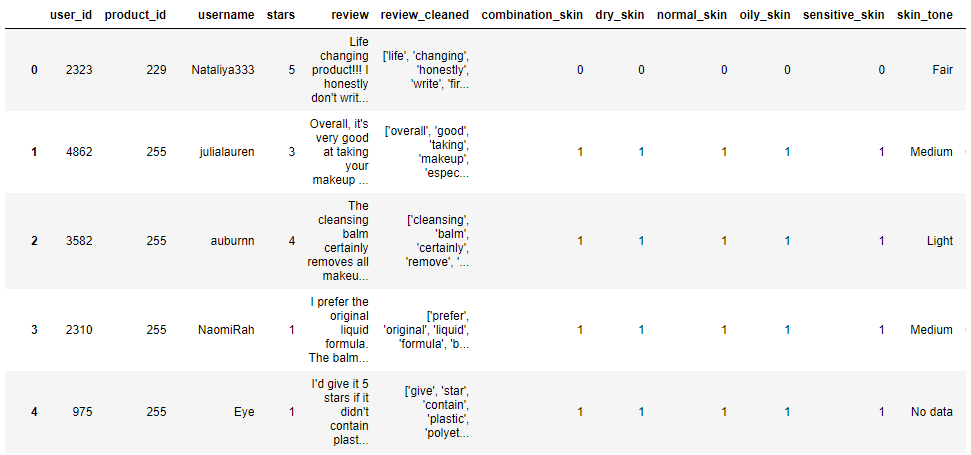 user_id product_id username stars review review_cleaned combination_skin dry_skin normal_skin oily_skin sensitive_skin skin_tone
Life
changing
product!!! I
honestly
don't writ...
['life', 'changing',
'honestly',
'write', 'fir...
0 2323 229 Nataliya333 5 0 0 0 0 0 Fair
Overall, it's
very good
at taking
your
makeup ...
['overall', 'good',
'taking',
'makeup',
'espec...
1 4862 255 julialauren 3 1 1 1 1 1 Medium
The
cleansing
balm
certainly
removes all
makeu...
['cleansing',
'balm',
'certainly',
'remove', '...
2 3582 255 auburnn 4 1 1 1 1 1 Light
I prefer the
original
liquid
formula.
The balm...
['prefer',
'original', 'liquid',
'formula', 'b...
3 2310 255 NaomiRah 1 1 1 1 1 1 Medium
I'd give it 5
stars if it
didn't
contain
plast...
['give', 'star',
'contain',
'plastic',
'polyet...
4 975 255 Eye 1 1 1 1 1 1 No data